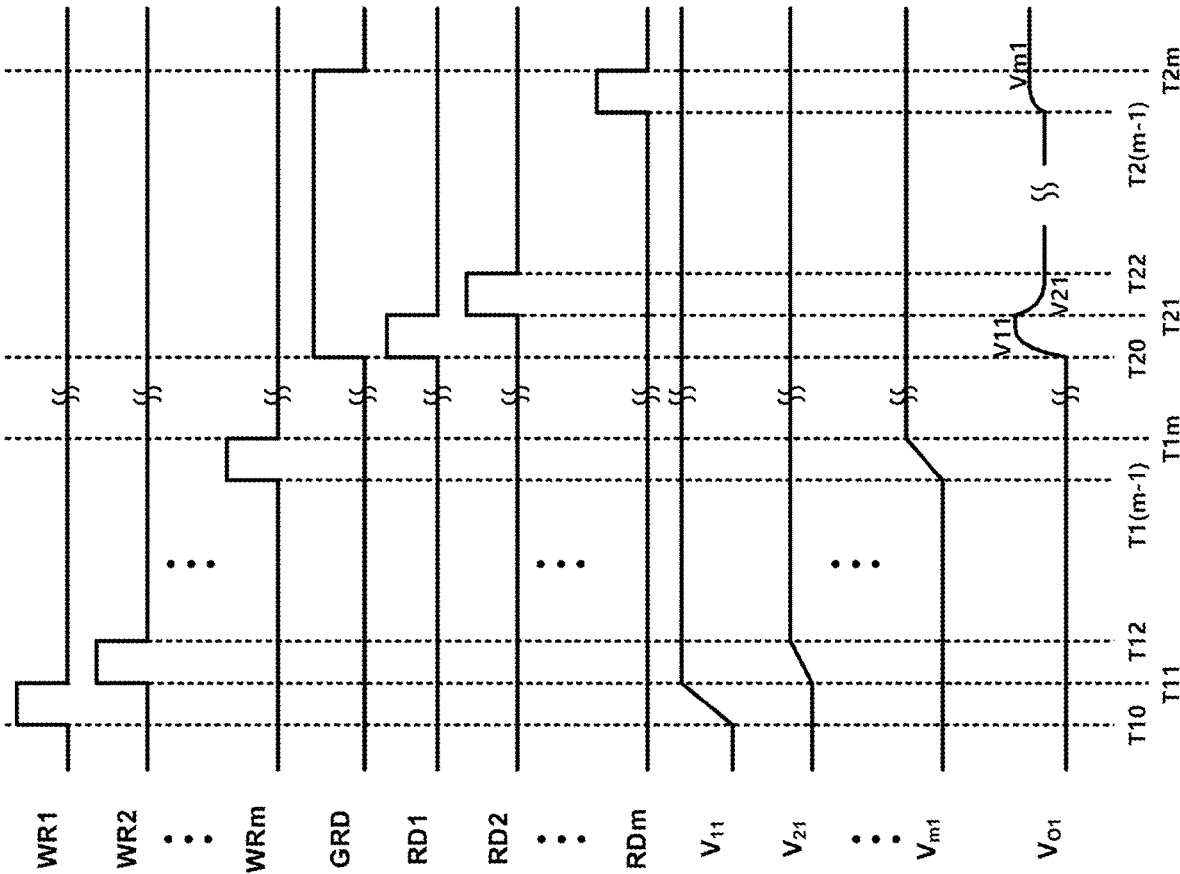 WR1
WR2
WRm
GRD
RD1
RD2
RDm
V11
V21
Vm1
VO1
V11
V21
Vm1
T10
T11
T12
T1(m-1)
T1m
T20
T21
T22
T2(m-1)
T2m